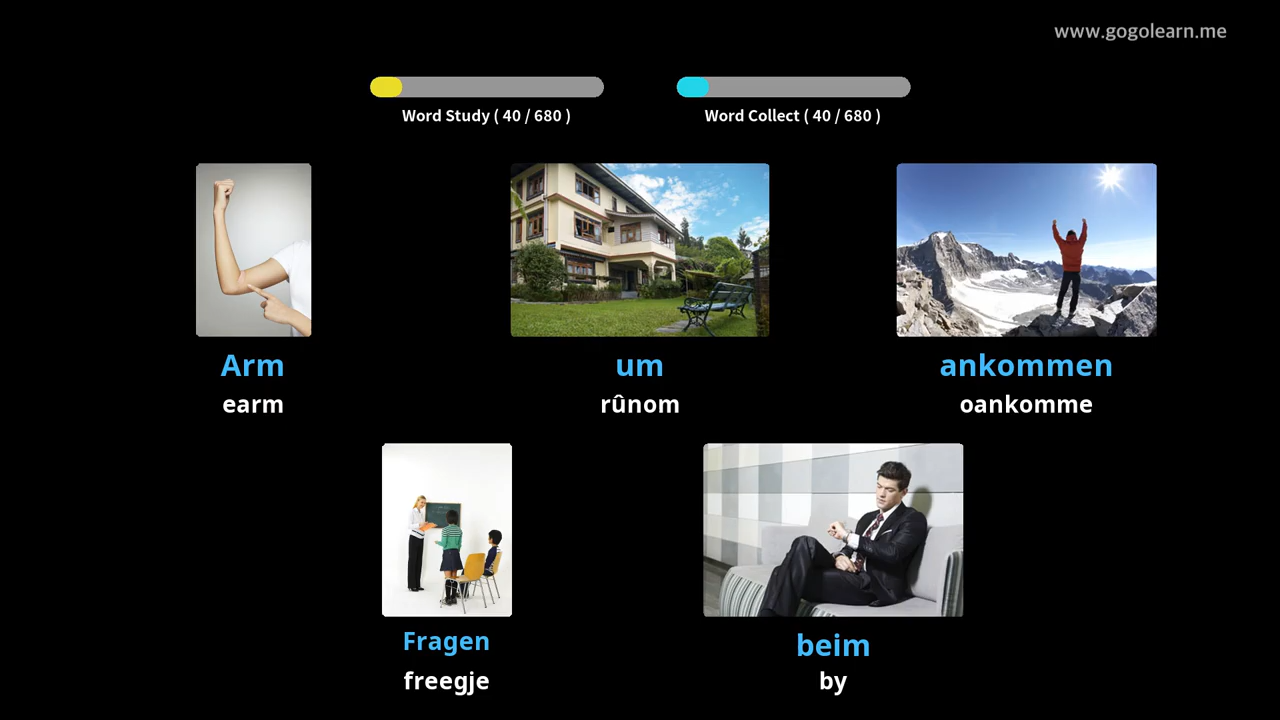 www.gogolearn.me
Word Study ( 40 / 680 )
Word Collect ( 40 / 680 )
Arm
earm
um
rûnom
ankommen
oankomme
Fragen
freegje
beim
by